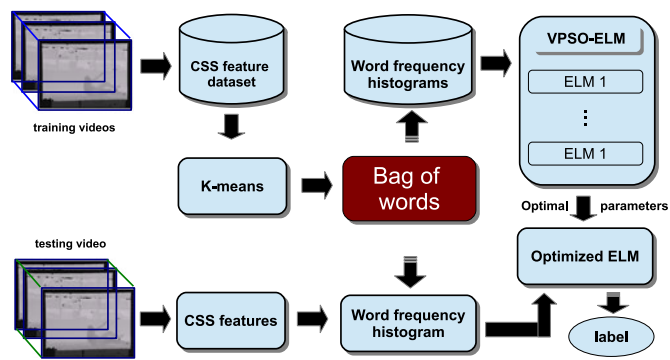 training videos
CSS feature
dataset
Word frequency
histograms
VPSO-ELM
ELM 1
⋮
ELM 1
K-means
Bag of
words
Optimal parameters
testing video
CSS features
Word frequency
histogram
Optimized ELM
label